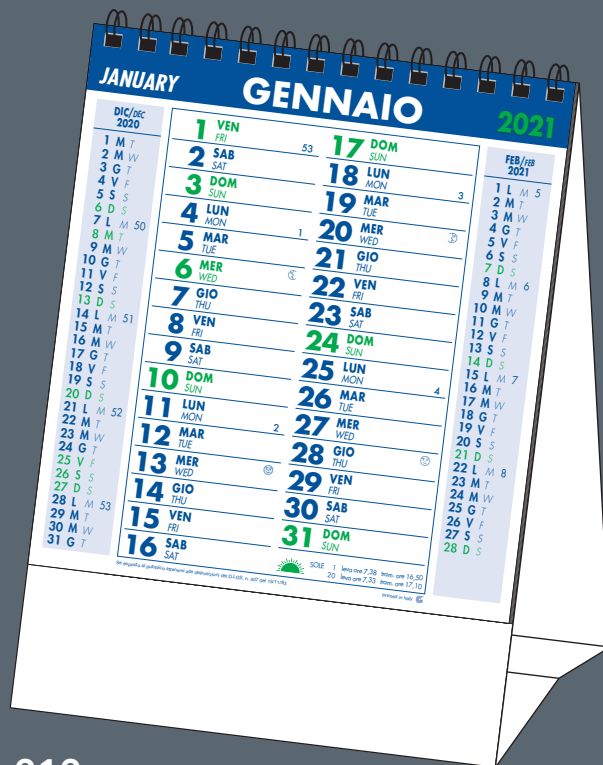 JANUARY GENNAIO 2021
DIC/DEC
2020
1 M T
2 M W
3 G T
4 V F
5 S S
6 D S
7 L M 50
8 M T
9 M W
10 G T
11 V F
12 S S
13 D S
14 L M 51
15 M T
16 M W
17 G T
18 V F
19 S S
20 D S
21 L M 52
22 M T
23 M W
24 G T
25 V F
26 S S
27 D S
28 L M 53
29 M T
30 M W
31 G T
1 VEN
FRI 53
2 SAB
SAT
3 DOM
SUN
4 LUN
MON 1
5 MAR
TUE
6 MER
WED
7 GIO
THU
8 VEN
FRI
9 SAB
SAT
10 DOM
SUN
11 LUN
MON 2
12 MAR
TUE
13 MER
WED
14 GIO
THU
15 VEN
FRI
16 SAB
SAT
17 DOM
SUN
18 LUN
MON 3
19 MAR
TUE
20 MER
WED
21 GIO
THU
22 VEN
FRI
23 SAB
SAT
24 DOM
SUN
25 LUN
MON 4
26 MAR
TUE
27 MER
WED
28 GIO
THU
29 VEN
FRI
30 SAB
SAT
31 DOM
SUN
SOLE 1 leva ore 7,38 tram. ore 16,50
20 leva ore 7,33 tram. ore 17,10
printed in Italy
FEB/FEB
2021
1 L M 5
2 M T
3 M W
4 G T
5 V F
6 S S
7 D S
8 L M 6
9 M T
10 M W
11 G T
12 V F
13 S S
14 D S
15 L M 7
16 M T
17 M W
18 G T
19 V F
20 S S
21 D S
22 L M 8
23 M T
24 M W
25 G T
26 V F
27 S S
28 D S